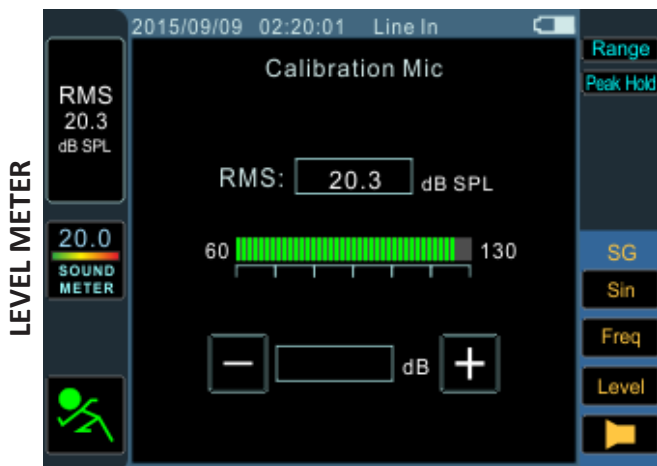 LEVEL METER
2015/09/09 02:20:01 Line In
Calibration Mic
RMS
20.3
dB SPL
RMS: 20.3 dB SPL
20.0
SOUND
METER
60 130
− dB +
Range
Peak Hold
SG
Sin
Freq
Level